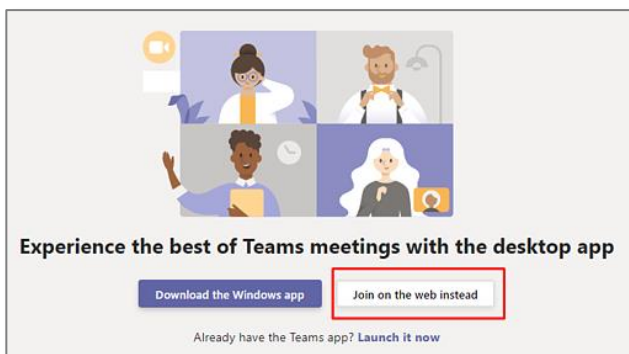 Experience the best of Teams meetings with the desktop app
Download the Windows app
Join on the web instead
Already have the Teams app? Launch it now